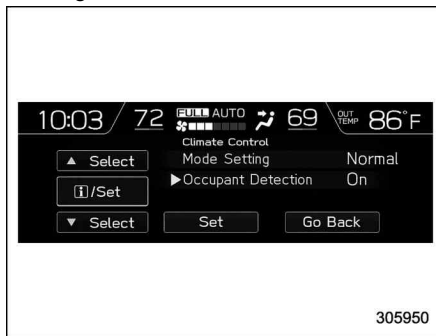 10:03 72 FULL AUTO 69 OUT TEMP 86°F
Climate Control
▲ Select Mode Setting Normal
i/Set ▶Occupant Detection On
▼ Select Set Go Back
305950